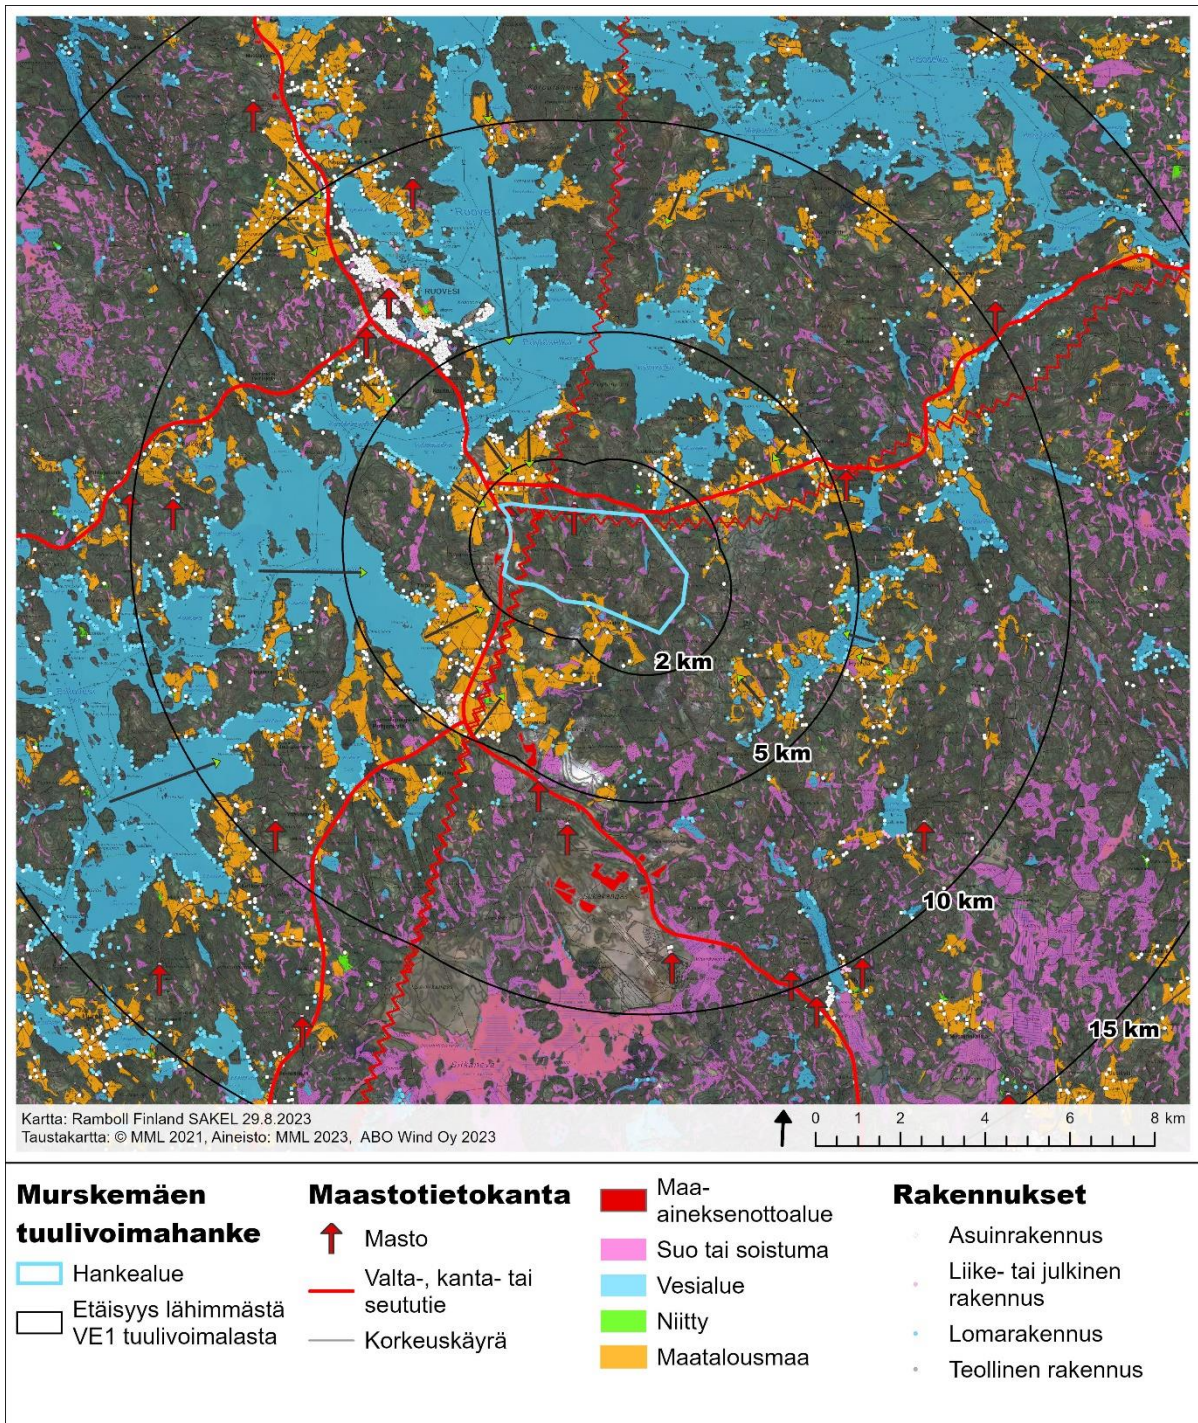 RUOVESI
Ruovesi
2 km
5 km
10 km
15 km
Kartta: Ramboll Finland SAKEL 29.8.2023
Taustakartta: © MML 2021, Aineisto: MML 2023, ABO Wind Oy 2023
0 1 2 4 6 8 km
Murskemäen
tuulivoimahanke
Hankealue
Etäisyys lähimmästä
VE1 tuulivoimalasta
Maastotietokanta
Masto
Valta-, kanta- tai
seututie
Korkeuskäyrä
Maa-
aineksenottoalue
Suo tai soistuma
Vesialue
Niitty
Maatalousmaa
Rakennukset
Asuinrakennus
Liike- tai julkinen
rakennus
Lomarakennus
Teollinen rakennus